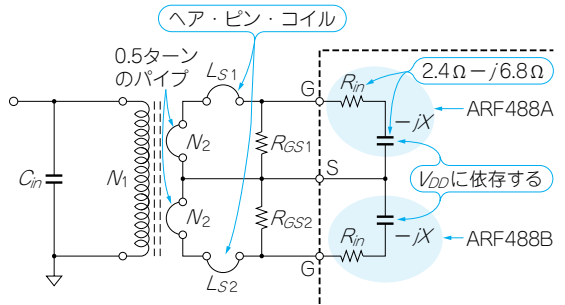 ヘア・ピン・コイル
0.5ターン
のパイプ
LS1
G
Rin
2.4Ω－j6.8Ω
ARF488A
－jX
N2
RGS1
Cin
N1
S
VDDに依存する
N2
RGS2
Rin
－jX
ARF488B
LS2
G